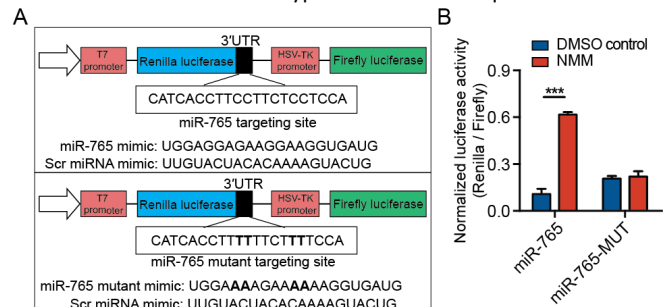 A
3'UTR
T7 promoter
Renilla luciferase
HSV-TK promoter
Firefly luciferase
CATCACCTTCCTTCTCCTCCA
miR-765 targeting site
miR-765 mimic: UGGAGGAGAAGGAAGGUGAUG
Scr miRNA mimic: UUGUACUACACAAAAGUACUG
3'UTR
T7 promoter
Renilla luciferase
HSV-TK promoter
Firefly luciferase
CATCACCTTTTTTCTTTTCCA
miR-765 mutant targeting site
miR-765 mutant mimic: UGGAAAAGAAAAAAGGUGAUG
Scr miRNA mimic: UUGUACUACACAAAAGUACUG
B
DMSO control
NMM
Normalized luciferase activity
(Renilla / Firefly)
0.9
0.6
0.3
0.0
***
miR-765
miR-765-MUT